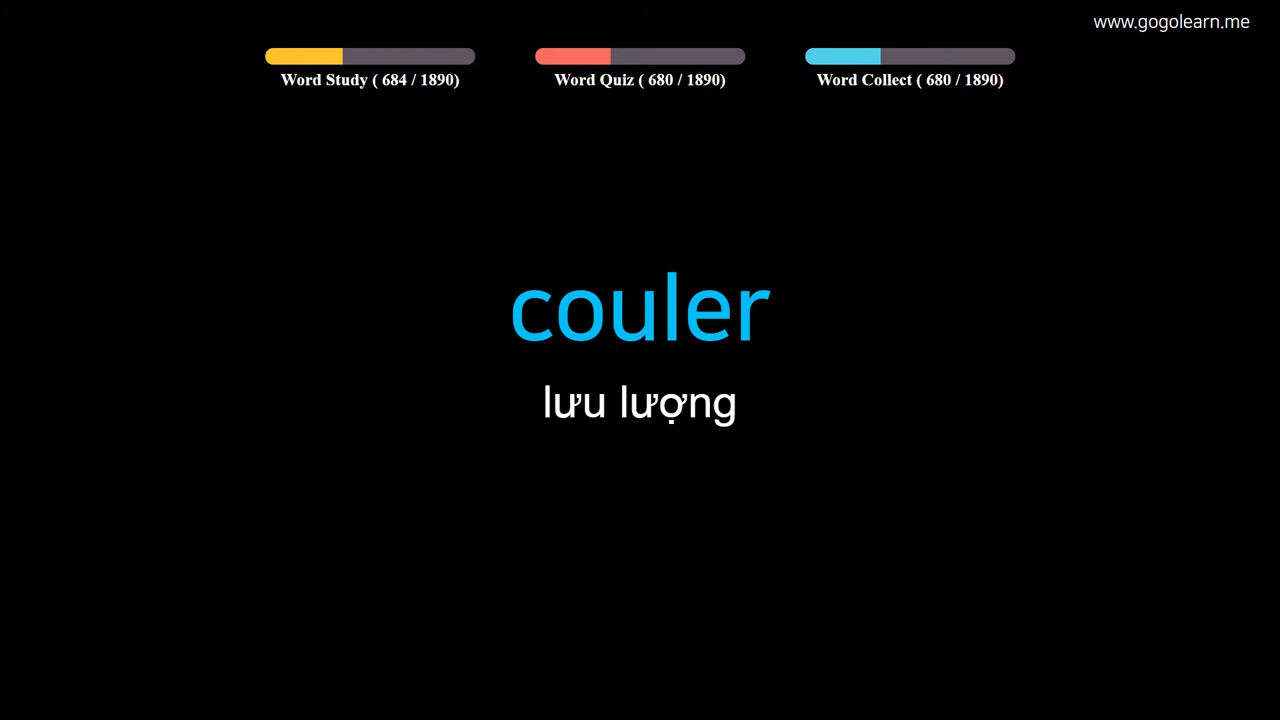 www.gogolearn.me
Word Study ( 684 / 1890)
Word Quiz ( 680 / 1890)
Word Collect ( 680 / 1890)
couler
lưu lượng